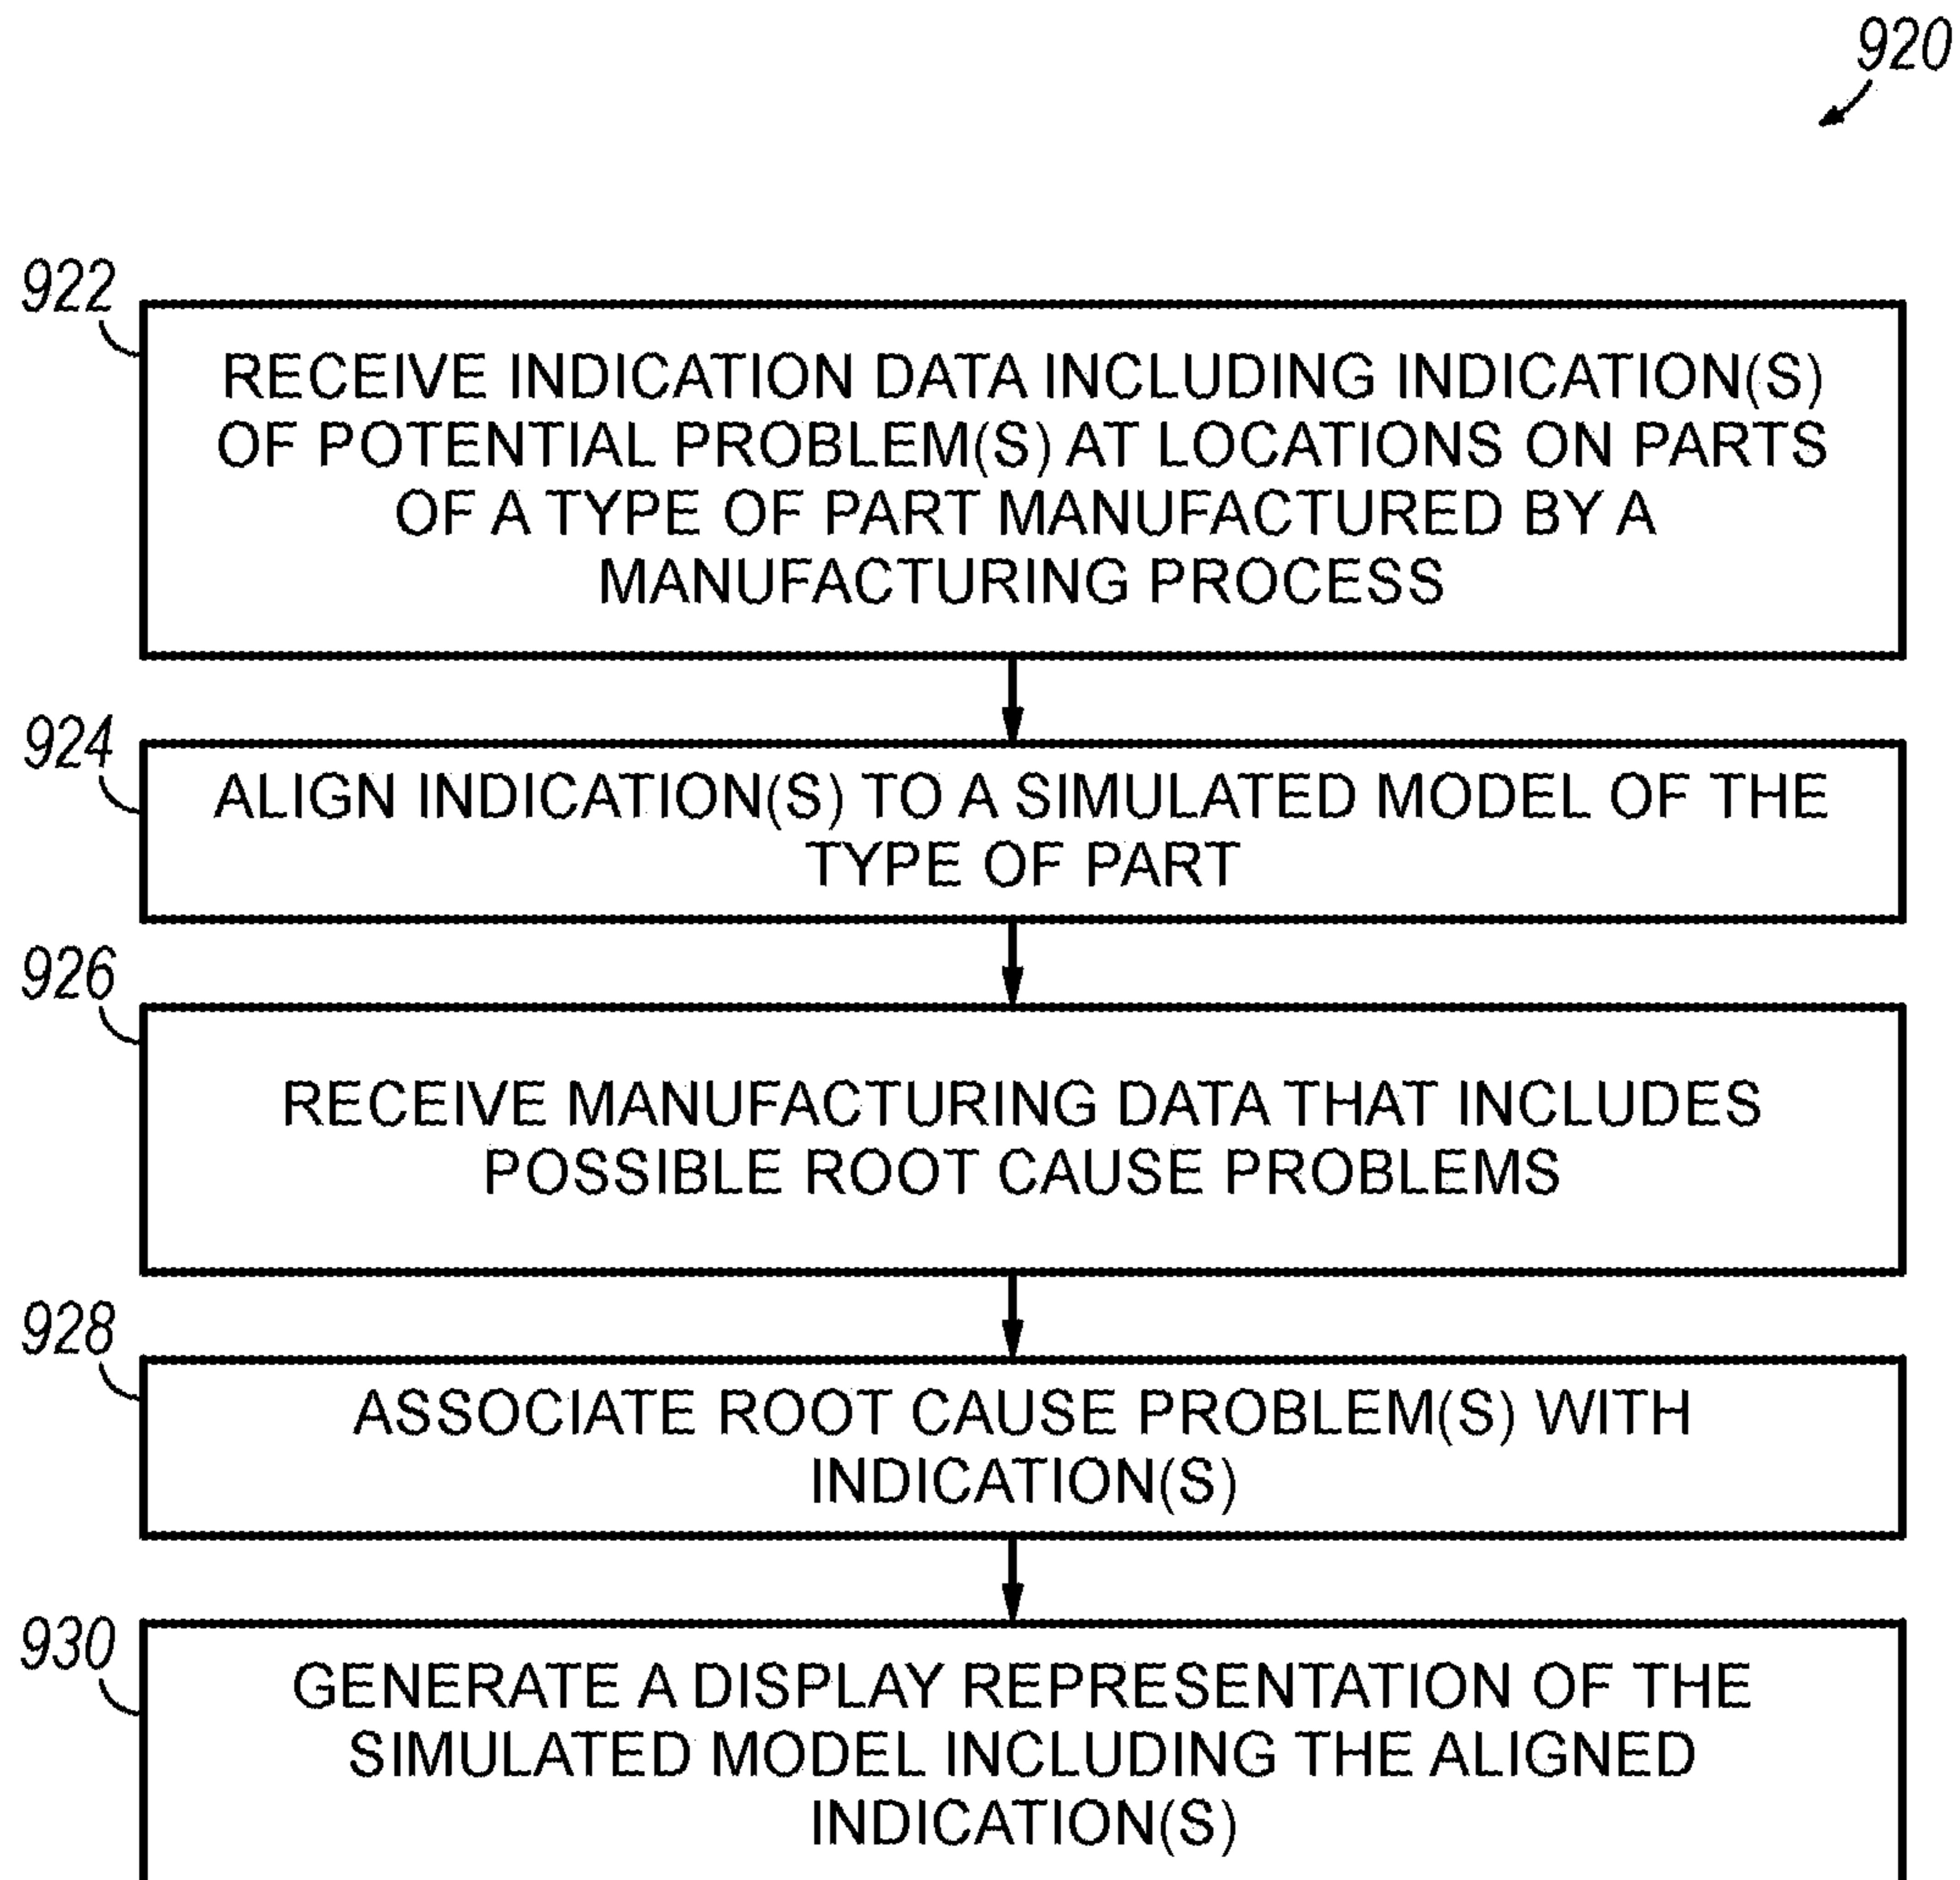 920
922
RECEIVE INDICATION DATA INCLUDING INDICATION(S)
OF POTENTIAL PROBLEM(S) AT LOCATIONS ON PARTS
OF A TYPE OF PART MANUFACTURED BY A
MANUFACTURING PROCESS
924
ALIGN INDICATION(S) TO A SIMULATED MODEL OF THE
TYPE OF PART
926
RECEIVE MANUFACTURING DATA THAT INCLUDES
POSSIBLE ROOT CAUSE PROBLEMS
928
ASSOCIATE ROOT CAUSE PROBLEM(S) WITH
INDICATION(S)
930
GENERATE A DISPLAY REPRESENTATION OF THE
SIMULATED MODEL INCLUDING THE ALIGNED
INDICATION(S)